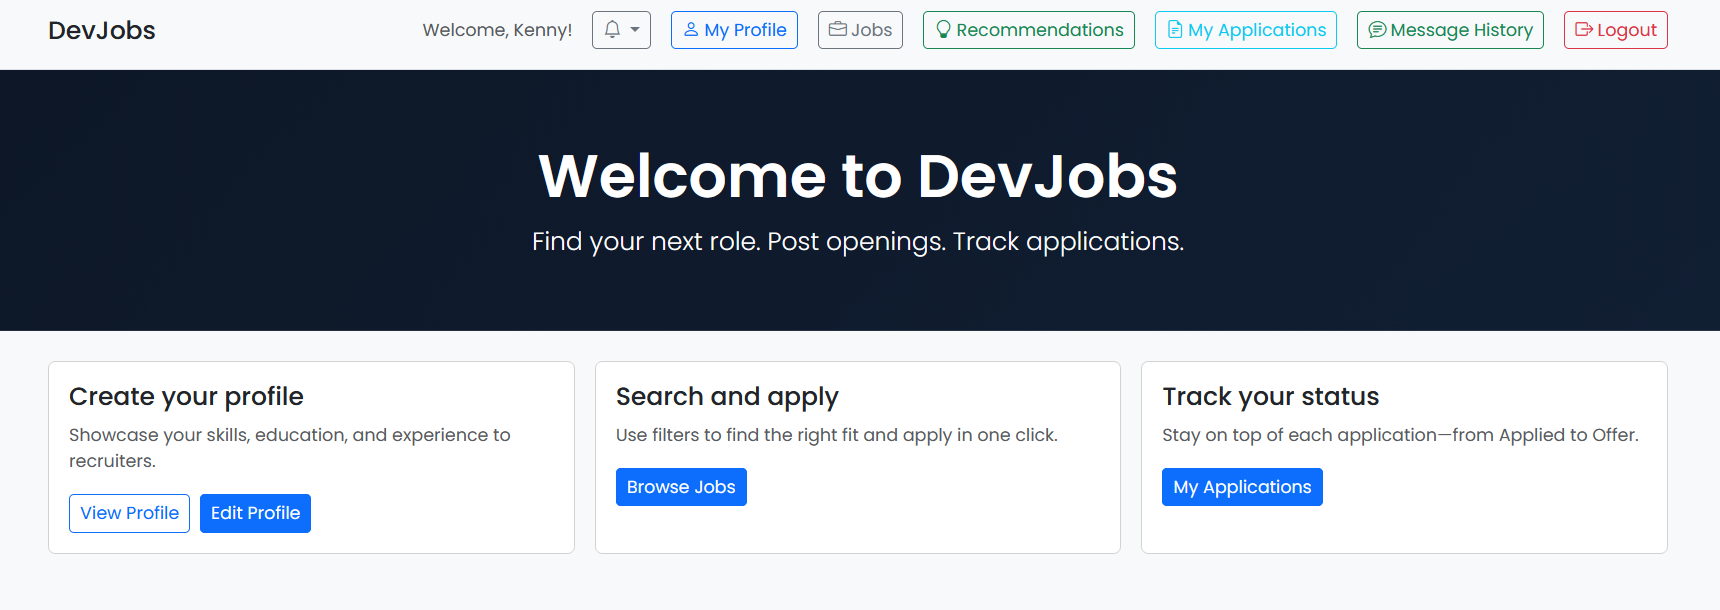 DevJobs
Welcome, Kenny!
My Profile
Jobs
Recommendations
My Applications
Message History
Logout
Welcome to DevJobs
Find your next role. Post openings. Track applications.
Create your profile
Showcase your skills, education, and experience to
recruiters.
View Profile
Edit Profile
Search and apply
Use filters to find the right fit and apply in one click.
Browse Jobs
Track your status
Stay on top of each application—from Applied to Offer.
My Applications